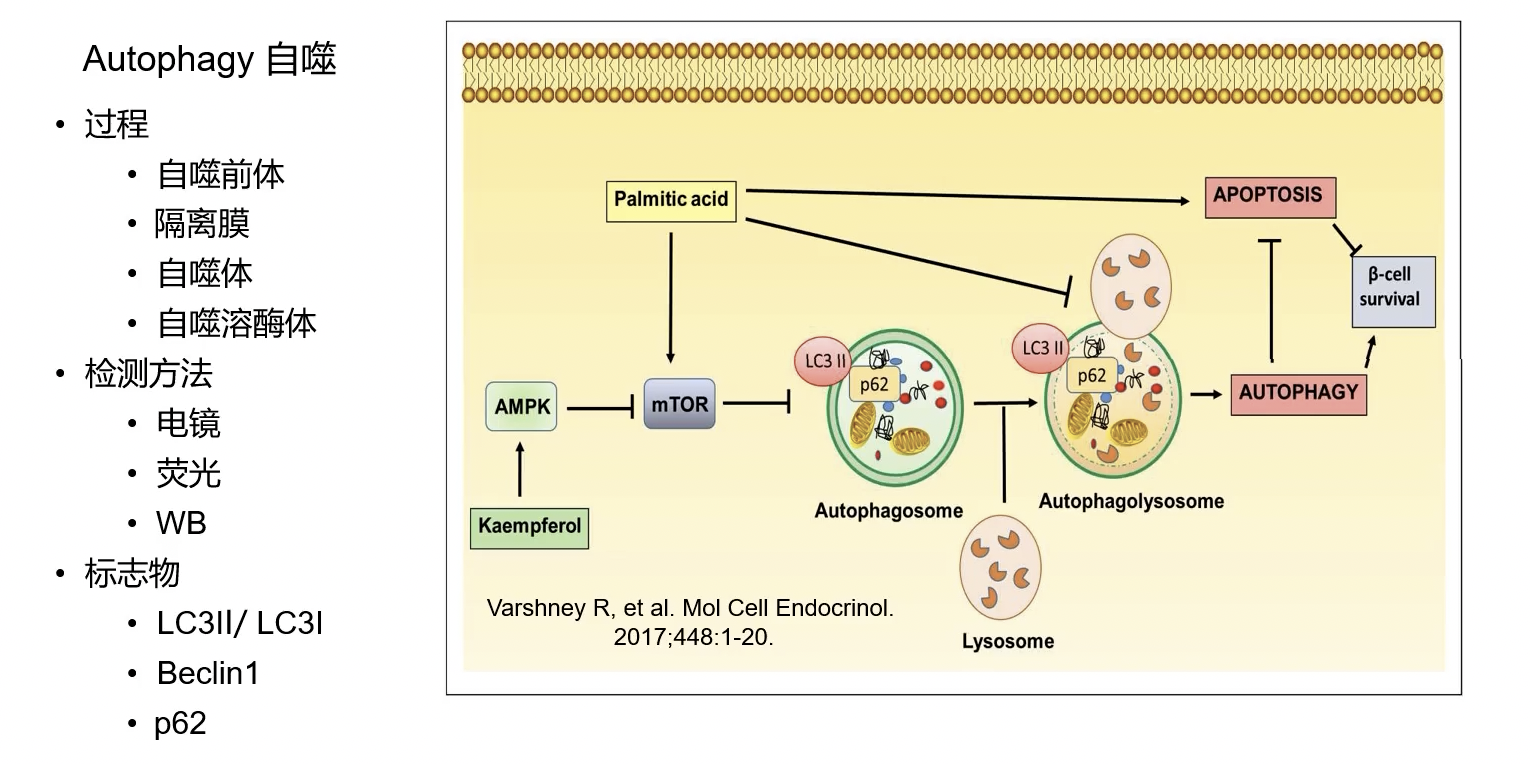 Autophagy 自噬
• 过程
• 自噬前体
• 隔离膜
• 自噬体
• 自噬溶酶体
• 检测方法
• 电镜
• 荧光
• WB
• 标志物
• LC3II/ LC3I
• Beclin1
• p62
Palmitic acid
APOPTOSIS
β-cell
survival
LC3 II
p62
LC3 II
p62
AMPK
mTOR
AUTOPHAGY
Autophagosome
Autophagolysosome
Kaempferol
Lysosome
Varshney R, et al. Mol Cell Endocrinol.
2017;448:1-20.